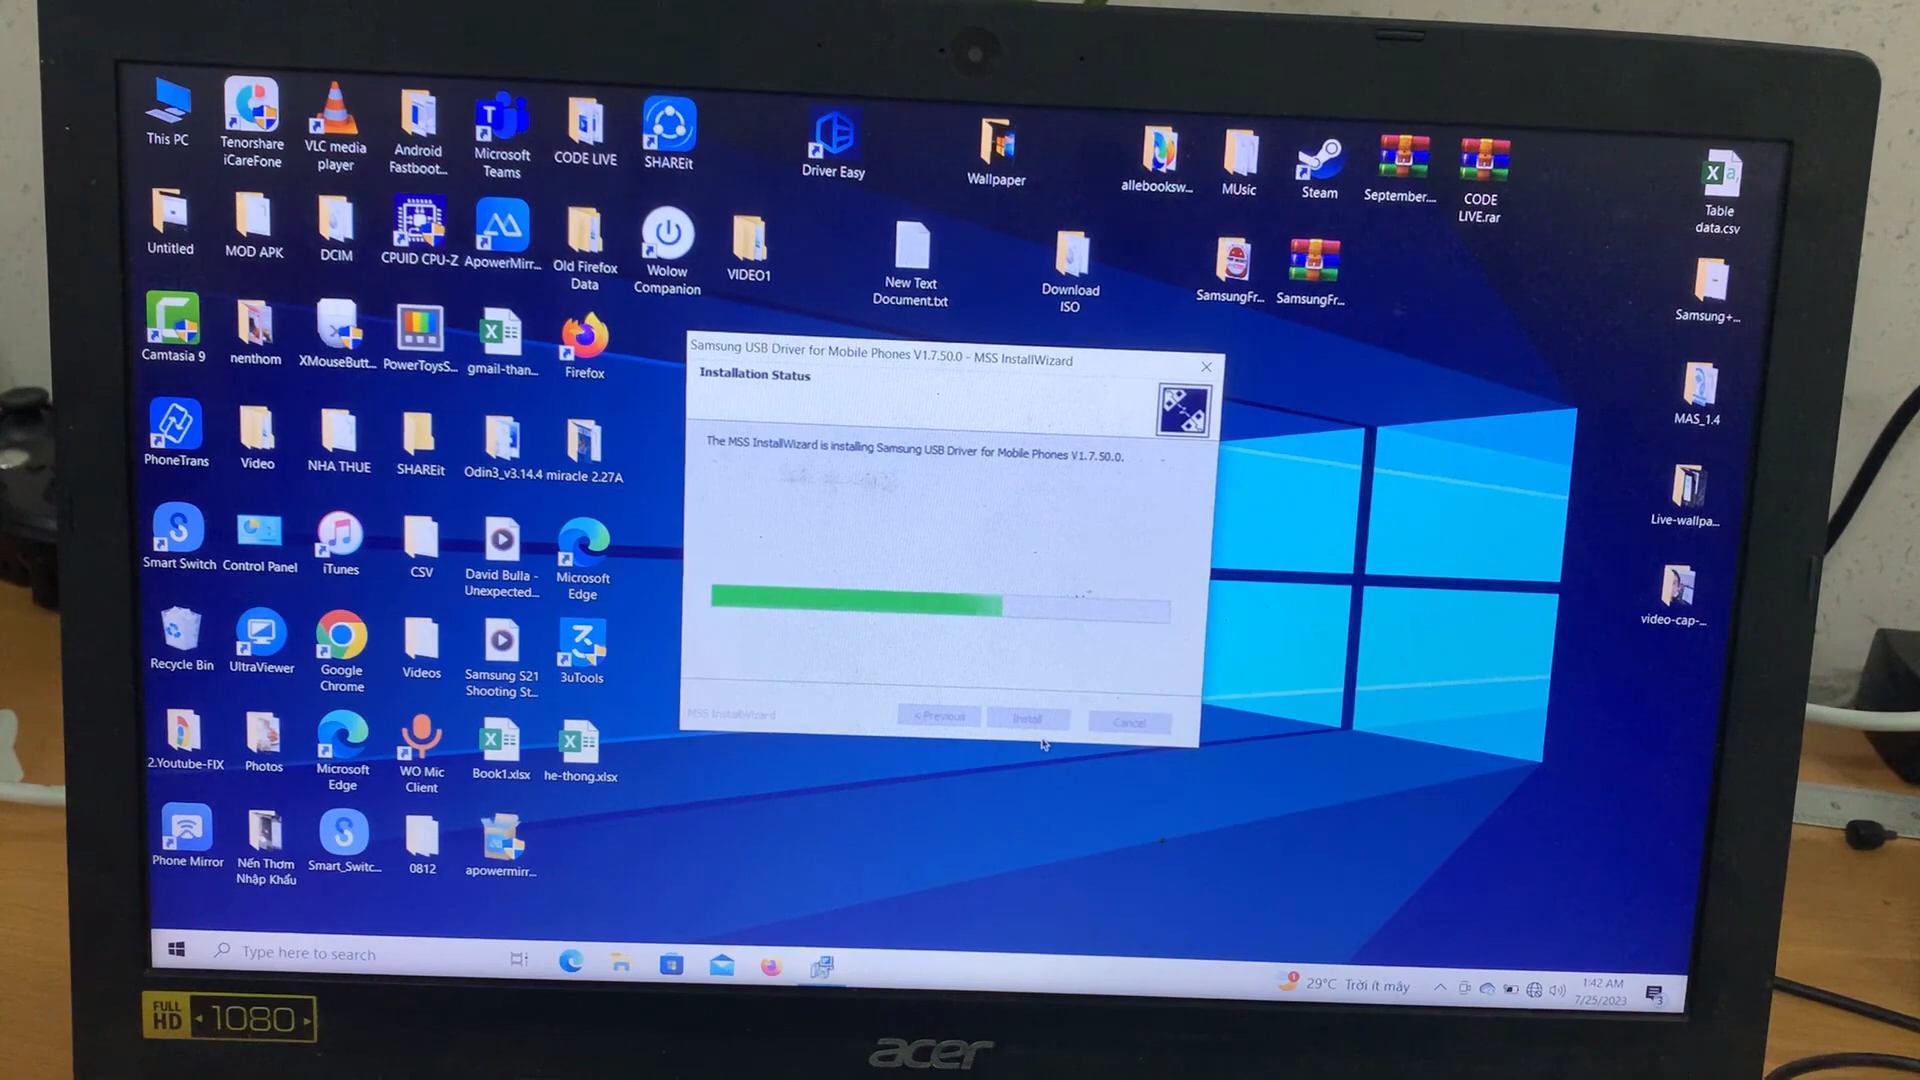 This PC
Tenorshare
iCareFone
VLC media
player
Android
Fastboot...
Microsoft
Teams
CODE LIVE
SHAREit
Driver Easy
Wallpaper
allebooksw...
MUsic
Steam
September....
CODE
LIVE.rar
Table
data.csv
Untitled
MOD APK
DCIM
CPUID CPU-Z
ApowerMirr...
Old Firefox
Data
Wolow
Companion
VIDEO1
New Text
Document.txt
Download
ISO
SamsungFr...
SamsungFr...
Samsung+...
Camtasia 9
nenthom
XMouseButt...
PowerToysS...
gmail-than...
Firefox
Samsung USB Driver for Mobile Phones V1.7.50.0 - MSS InstallWizard
Installation Status
The MSS InstallWizard is installing Samsung USB Driver for Mobile Phones V1.7.50.0.
MSS InstallWizard
< Previous
Install
Cancel
MAS_1.4
PhoneTrans
Video
NHA THUE
SHAREit
Odin3_v3.14.4
miracle 2.27A
Live-wallpa...
Smart Switch
Control Panel
iTunes
CSV
David Bulla -
Unexpected...
Microsoft
Edge
video-cap-...
Recycle Bin
UltraViewer
Google
Chrome
Videos
Samsung S21
Shooting St...
3uTools
2.Youtube-FIX
Photos
Microsoft
Edge
WO Mic
Client
Book1.xlsx
he-thong.xlsx
Phone Mirror
Nến Thơm
Nhập Khẩu
Smart_Switc...
0812
apowermirr...
Type here to search
29°C Trời ít mây
1:42 AM
7/25/2023
FULL
HD
1080
acer